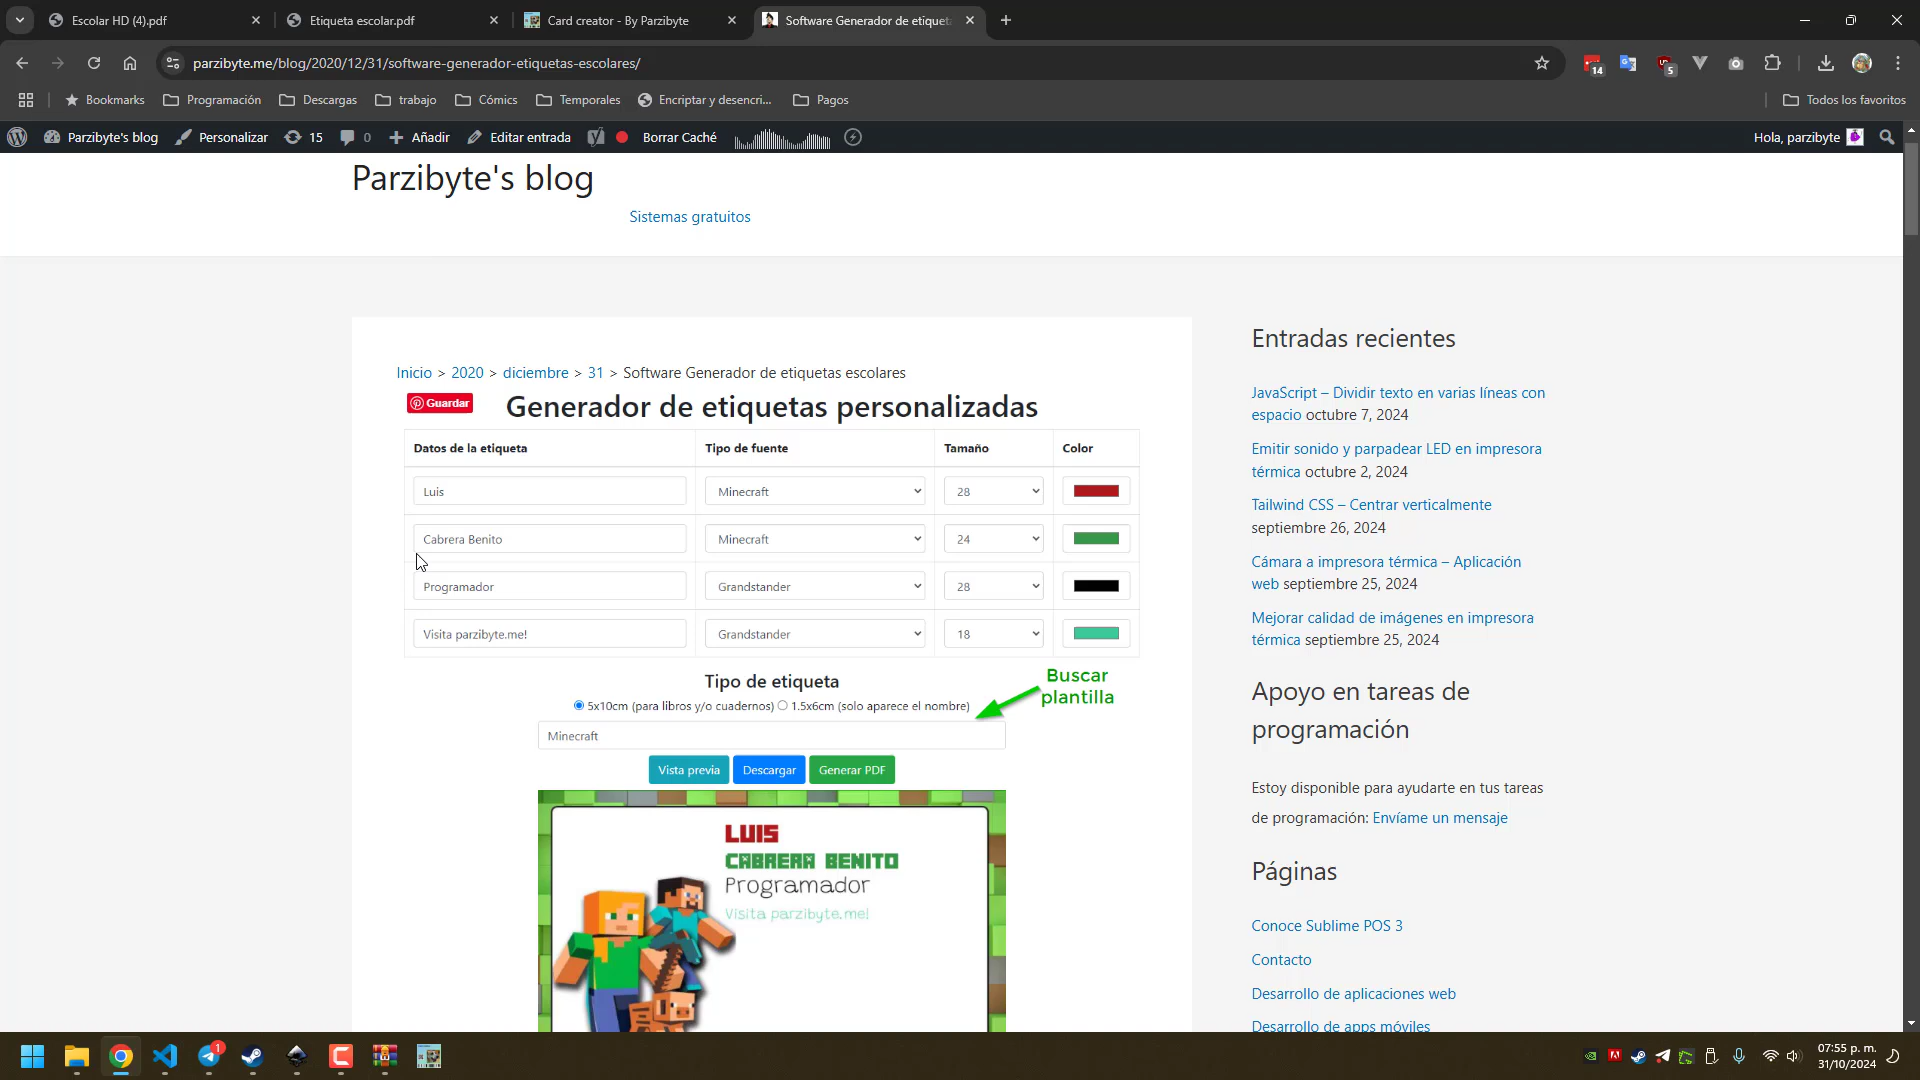 Escolar HD (4).pdf
Etiqueta escolar.pdf
Card creator - By Parzibyte
Software Generador de etiquet
parzibyte.me/blog/2020/12/31/software-generador-etiquetas-escolares/
14
5
Bookmarks
Programación
Descargas
trabajo
Cómics
Temporales
Encriptar y desencri...
Pagos
Todos los favoritos
Parzibyte's blog
Personalizar
15
0
Añadir
Editar entrada
Borrar Caché
Hola, parzibyte
Parzibyte's blog
Sistemas gratuitos
Inicio > 2020 > diciembre > 31 > Software Generador de etiquetas escolares
Guardar
Generador de etiquetas personalizadas
Datos de la etiqueta Tipo de fuente Tamaño Color
Luis Minecraft 28
Cabrera Benito Minecraft 24
Programador Grandstander 28
Visita parzibyte.me! Grandstander 18
Tipo de etiqueta
5x10cm (para libros y/o cuadernos) 1.5x6cm (solo aparece el nombre)
Buscar
plantilla
Minecraft
Vista previa Descargar Generar PDF
LUIS
CABRERA BENITO
Programador
Visita parzibyte.me!
Entradas recientes
JavaScript – Dividir texto en varias líneas con
espacio octubre 7, 2024
Emitir sonido y parpadear LED en impresora
térmica octubre 2, 2024
Tailwind CSS – Centrar verticalmente
septiembre 26, 2024
Cámara a impresora térmica – Aplicación
web septiembre 25, 2024
Mejorar calidad de imágenes en impresora
térmica septiembre 25, 2024
Apoyo en tareas de
programación
Estoy disponible para ayudarte en tus tareas
de programación: Envíame un mensaje
Páginas
Conoce Sublime POS 3
Contacto
Desarrollo de aplicaciones web
Desarrollo de apps móviles
1
07:55 p. m.
31/10/2024